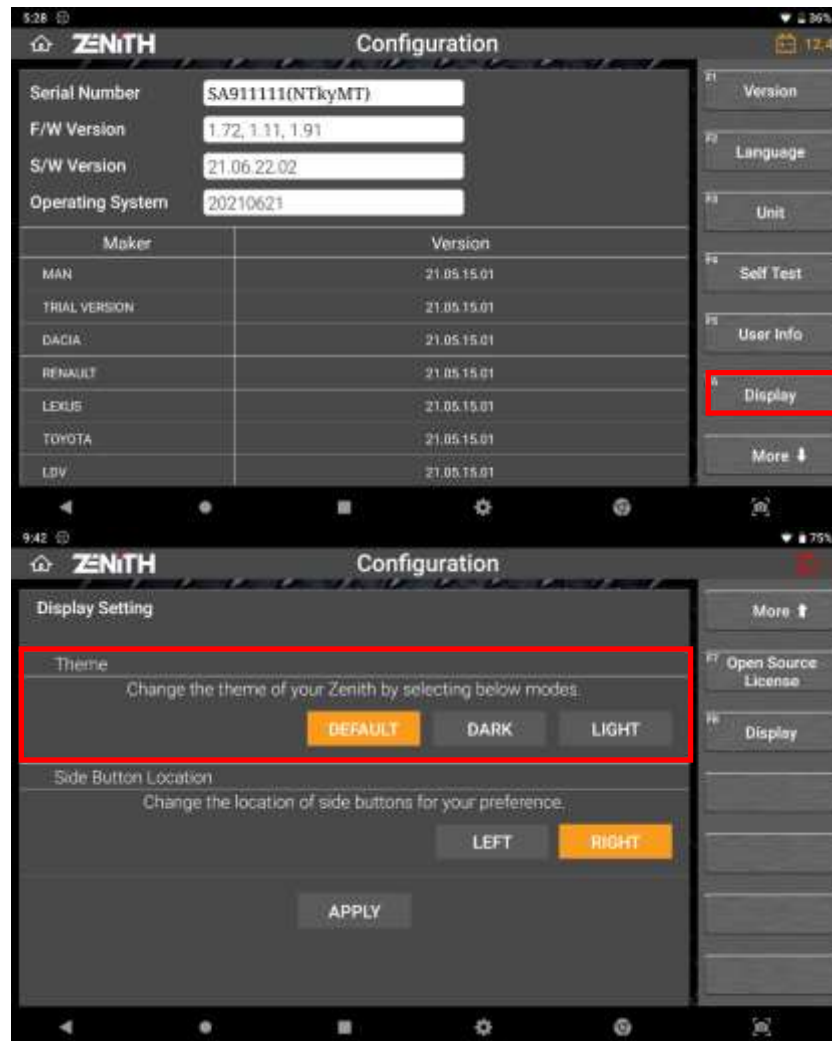 5:28
36%
ZENITH
Configuration
12.4
Serial Number
SA911111(NTkyMT)
F/W Version
1.72, 1.11, 1.91
S/W Version
21.06.22.02
Operating System
20210621
Maker
Version
MAN
21.05.15.01
TRIAL VERSION
21.05.15.01
DACIA
21.05.15.01
RENAULT
21.05.15.01
LEXUS
21.05.15.01
TOYOTA
21.05.15.01
LDV
21.05.15.01
F1
Version
F2
Language
F3
Unit
F4
Self Test
F5
User Info
Display
More
9:42
75%
ZENITH
Configuration
Display Setting
Theme
Change the theme of your Zenith by selecting below modes.
DEFAULT
DARK
LIGHT
Side Button Location
Change the location of side buttons for your preference.
LEFT
RIGHT
APPLY
More
F7
Open Source
License
F8
Display